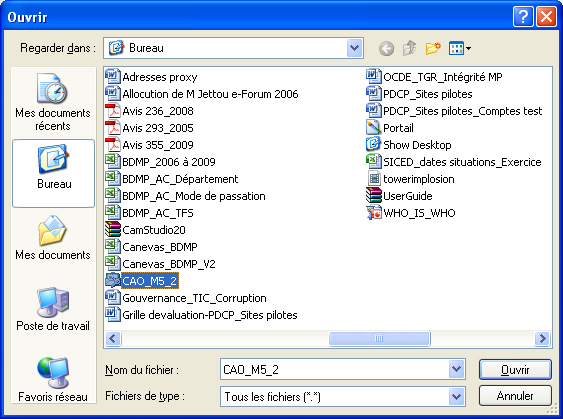 Ouvrir
Regarder dans :
Bureau
Mes documents
récents
Bureau
Mes documents
Poste de travail
Favoris réseau
Adresses proxy
Allocution de M Jettou e-Forum 2006
Avis 236_2008
Avis 293_2005
Avis 355_2009
BDMP_2006 à 2009
BDMP_AC_Département
BDMP_AC_Mode de passation
BDMP_AC_TFS
CamStudio20
Canevas_BDMP
Canevas_BDMP_V2
CAO_M5_2
Gouvernance_TIC_Corruption
Grille devaluation-PDCP_Sites pilotes
OCDE_TGR_Intégrité MP
PDCP_Sites pilotes
PDCP_Sites pilotes_Comptes test
Portail
Show Desktop
SICED_dates situations_Exercice
towerimplosion
UserGuide
WHO_IS_WHO
Nom du fichier :
CAO_M5_2
Ouvrir
Fichiers de type :
Tous les fichiers (*.*)
Annuler